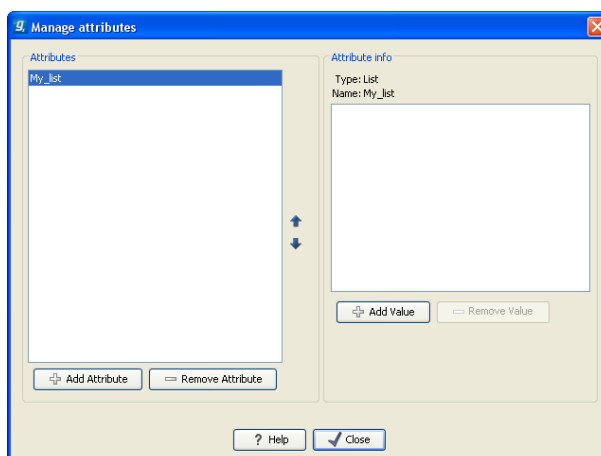 Manage attributes
Attributes
My_list
Add Attribute
Remove Attribute
Attribute info
Type: List
Name: My_list
Add Value
Remove Value
? Help
Close